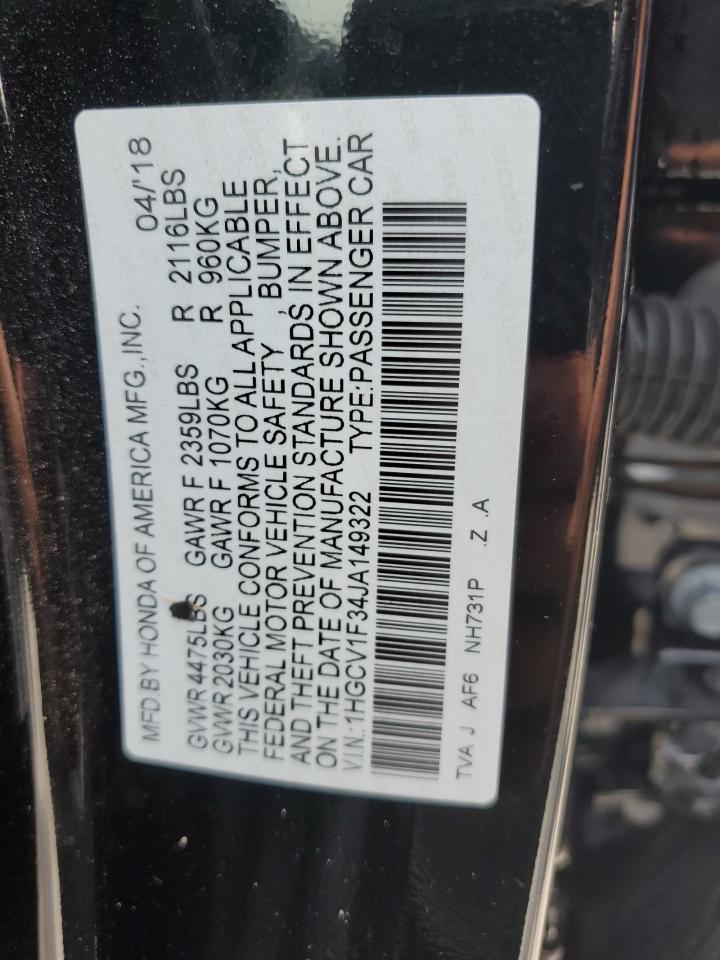 MFD.BY HONDA OF AMERICA MFG.,INC. 04/'18
GVWR 4475LBS GAWR F 2359LBS R 2116LBS
GVWR 2030KG GAWR F 1070KG R 960KG
THIS VEHICLE CONFORMS TO ALL APPLICABLE
FEDERAL MOTOR VEHICLE SAFETY , BUMPER,
AND THEFT PREVENTION STANDARDS IN EFFECT
ON THE DATE OF MANUFACTURE SHOWN ABOVE.
V.I.N.:1HGCV1F34JA149322 TYPE:PASSENGER CAR
TVA J AF6 NH731P .Z .A